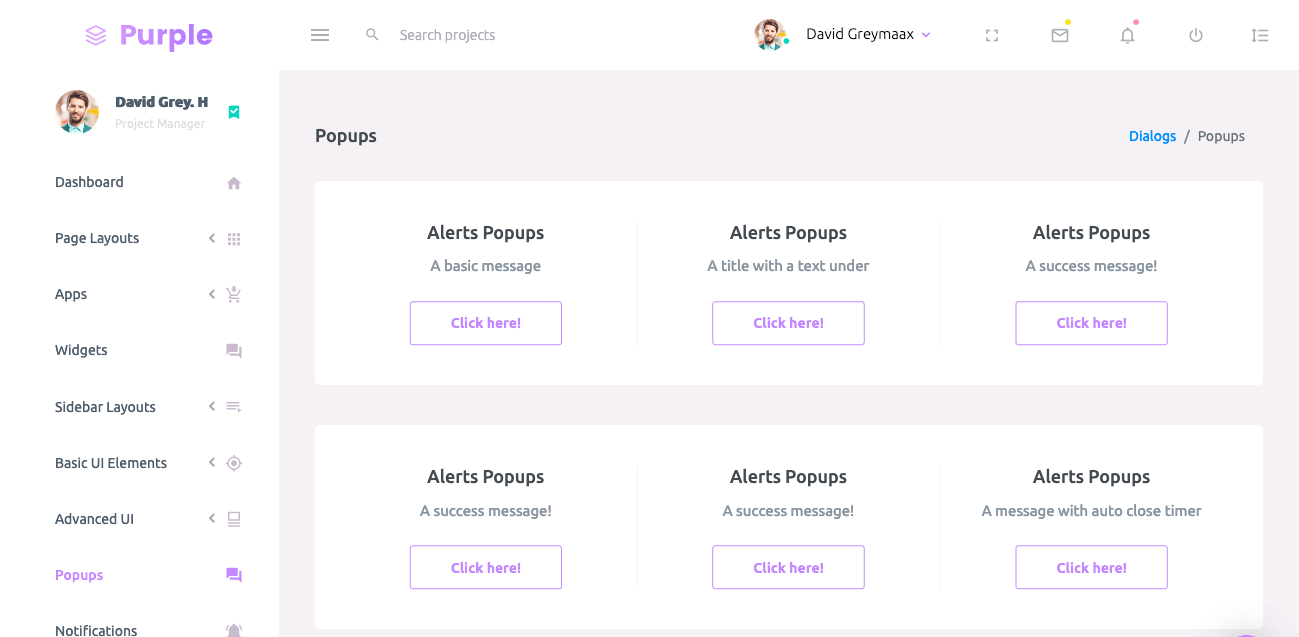 Purple
Search projects
David Greymaax
David Grey. H
Project Manager
Dashboard
Page Layouts
Apps
Widgets
Sidebar Layouts
Basic UI Elements
Advanced UI
Popups
Notifications
Popups
Dialogs / Popups
Alerts Popups
A basic message
Click here!
Alerts Popups
A title with a text under
Click here!
Alerts Popups
A success message!
Click here!
Alerts Popups
A success message!
Click here!
Alerts Popups
A success message!
Click here!
Alerts Popups
A message with auto close timer
Click here!